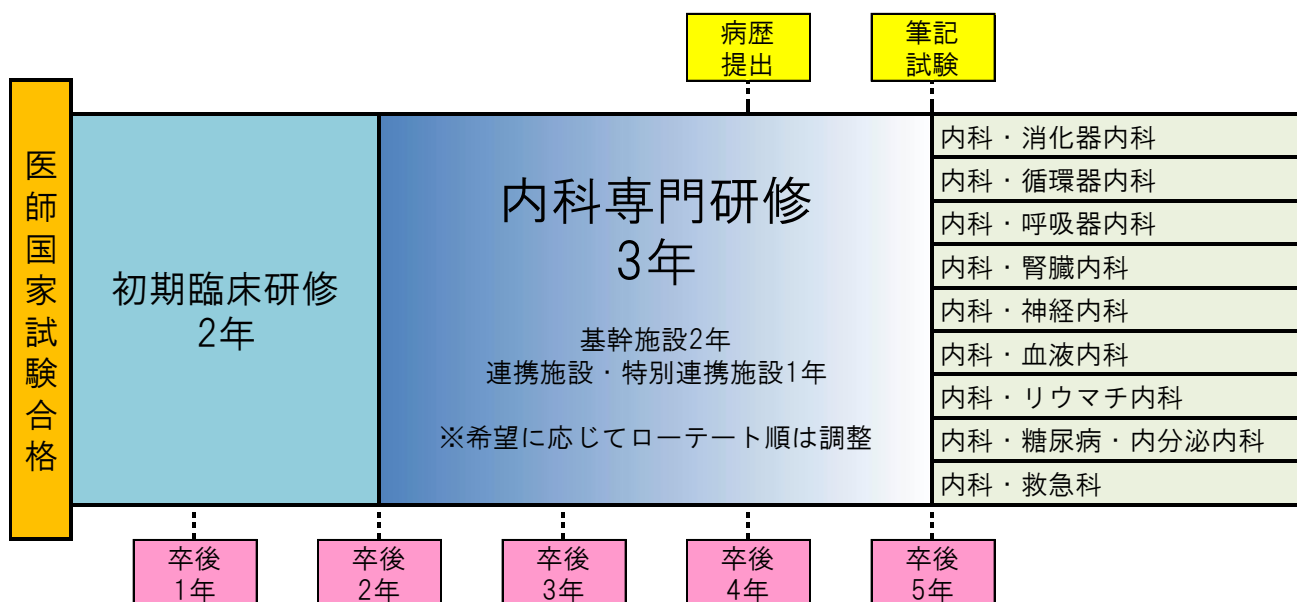 病歴
提出
筆記
試験
医師国家試験合格
初期臨床研修
2年
内科専門研修
3年
基幹施設2年
連携施設・特別連携施設1年
※希望に応じてローテート順は調整
内科・消化器内科
内科・循環器内科
内科・呼吸器内科
内科・腎臓内科
内科・神経内科
内科・血液内科
内科・リウマチ内科
内科・糖尿病・内分泌内科
内科・救急科
卒後
1年
卒後
2年
卒後
3年
卒後
4年
卒後
5年